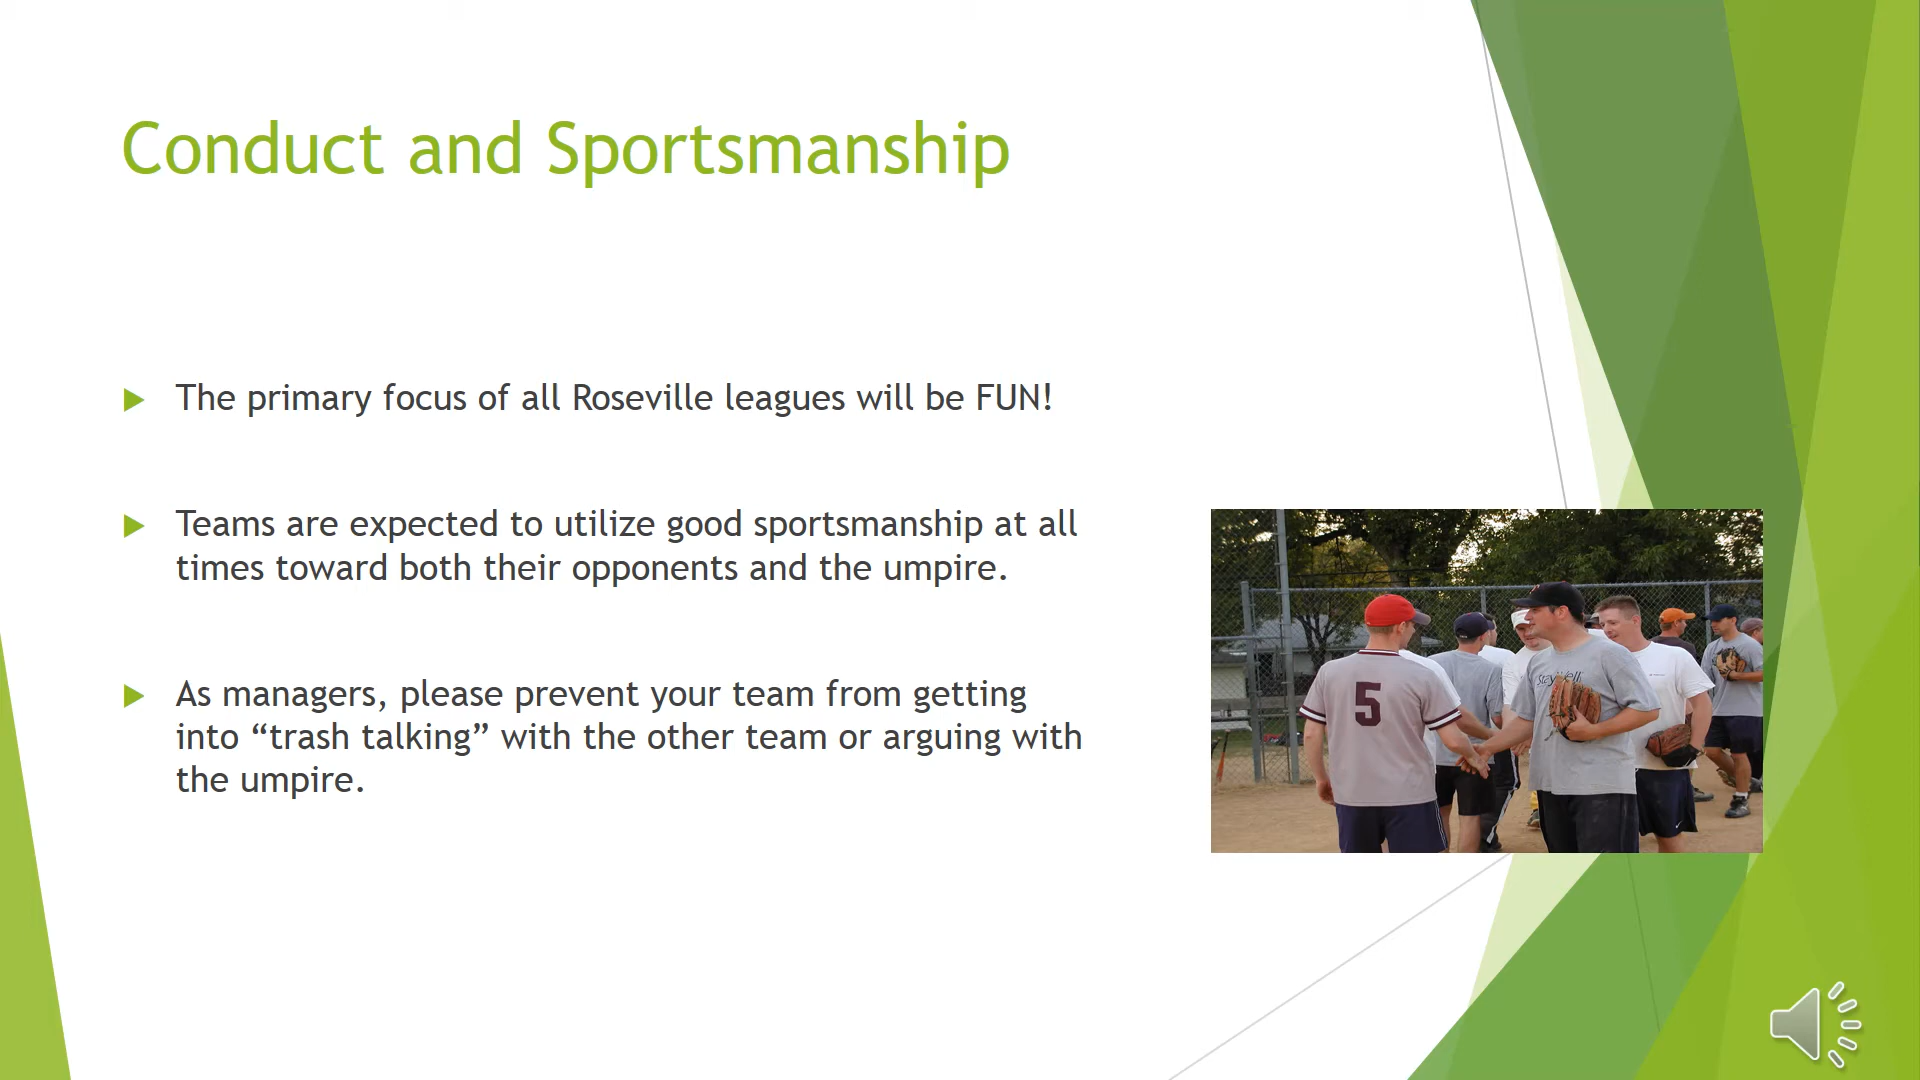 Conduct and Sportsmanship
The primary focus of all Roseville leagues will be FUN!
Teams are expected to utilize good sportsmanship at all
times toward both their opponents and the umpire.
As managers, please prevent your team from getting
into “trash talking” with the other team or arguing with
the umpire.
5